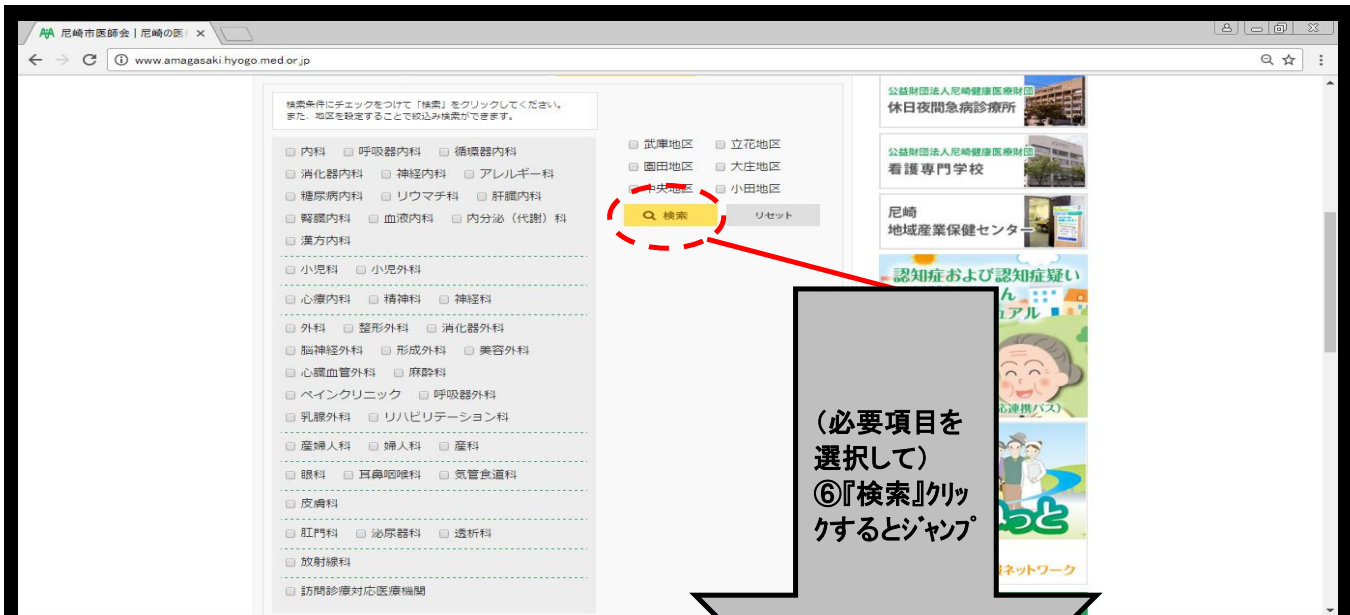 尼崎市医師会 | 尼崎の医
www.amagasaki.hyogo.med.or.jp
検索条件にチェックをつけて「検索」をクリックしてください。
また、地区を設定することで絞込み検索ができます。
内科 呼吸器内科 循環器内科
消化器内科 神経内科 アレルギー科
糖尿病内科 リウマチ科 肝臓内科
腎臓内科 血液内科 内分泌（代謝）科
漢方内科
小児科 小児外科
心療内科 精神科 神経科
外科 整形外科 消化器外科
脳神経外科 形成外科 美容外科
心臓血管外科 麻酔科
ペインクリニック 呼吸器外科
乳腺外科 リハビリテーション科
産婦人科 婦人科 産科
眼科 耳鼻咽喉科 気管食道科
皮膚科
肛門科 泌尿器科 透析科
放射線科
訪問診療対応医療機関
武庫地区 立花地区
園田地区 大庄地区
中央地区 小田地区
検索 リセット
（必要項目を
選択して）
⑥『検索』クリッ
クするとジャンプ
公益財団法人尼崎健康医療財団
休日夜間急病診療所
公益財団法人尼崎健康医療財団
看護専門学校
尼崎
地域産業保健センター
認知症および認知症疑い
ん
ュアル
応連携パス)
っと
ネットワーク